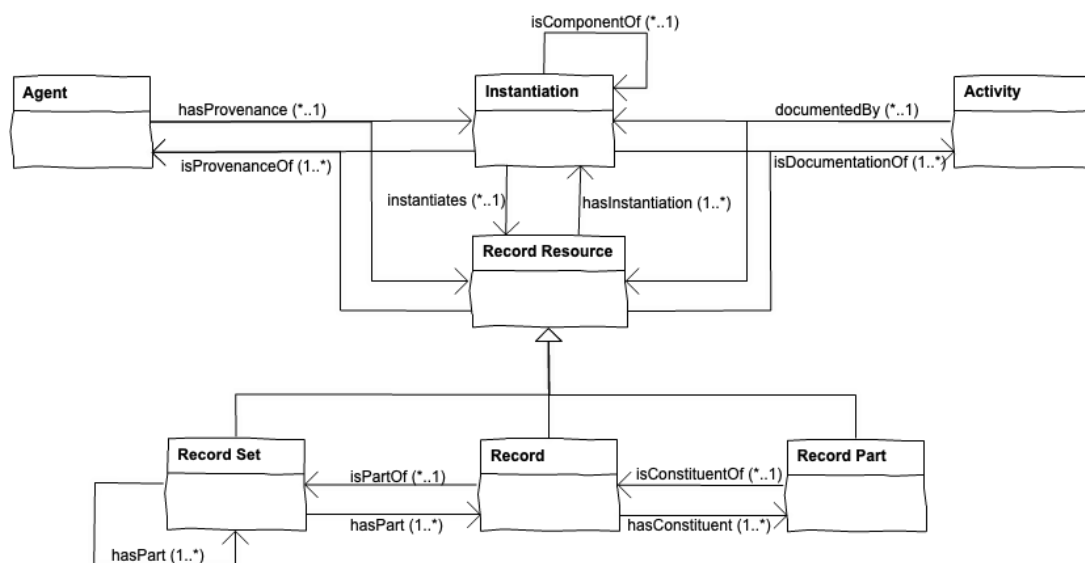 isComponentOf (*..1)
Agent
Instantiation
Activity
hasProvenance (*..1)
documentedBy (*..1)
isProvenanceOf (1..*)
isDocumentationOf (1..*)
instantiates (*..1)
hasInstantiation (1..*)
Record Resource
Record Set
Record
Record Part
isPartOf (*..1)
isConstituentOf (*..1)
hasPart (1..*)
hasConstituent (1..*)
hasPart (1..*)